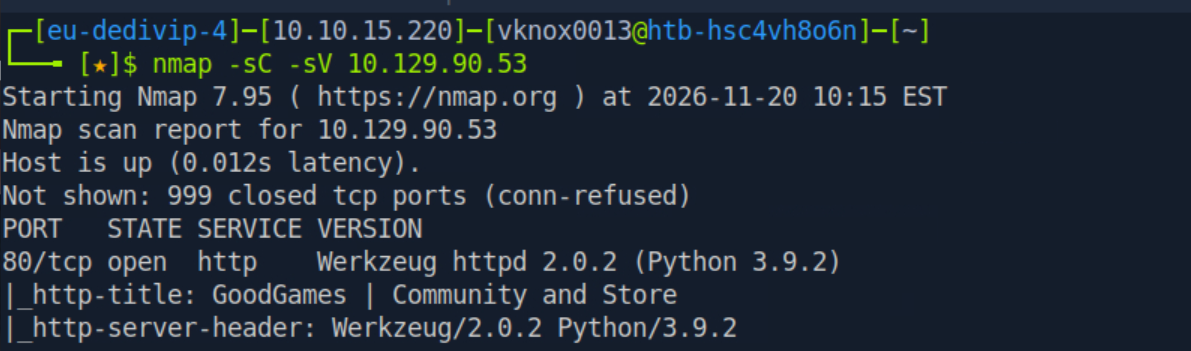 ┌─[eu-dedivip-4]─[10.10.15.220]─[vknox0013@htb-hsc4vh8o6n]─[~]
└──╼ [★]$ nmap -sC -sV 10.129.90.53
Starting Nmap 7.95 ( https://nmap.org ) at 2026-11-20 10:15 EST
Nmap scan report for 10.129.90.53
Host is up (0.012s latency).
Not shown: 999 closed tcp ports (conn-refused)
PORT   STATE SERVICE VERSION
80/tcp open  http    Werkzeug httpd 2.0.2 (Python 3.9.2)
|_http-title: GoodGames | Community and Store
|_http-server-header: Werkzeug/2.0.2 Python/3.9.2